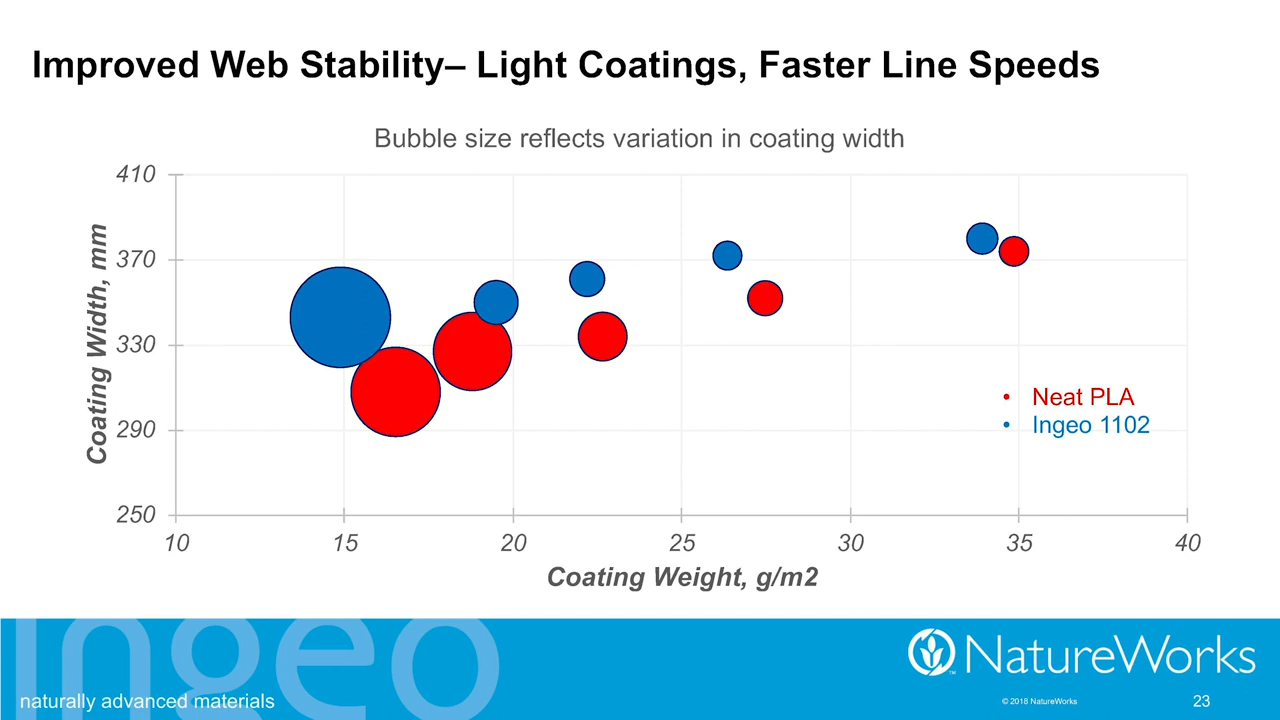 Improved Web Stability– Light Coatings, Faster Line Speeds
Bubble size reflects variation in coating width
410
370
330
290
250
Coating Width, mm
10 15 20 25 30 35 40
Coating Weight, g/m2
• Neat PLA
• Ingeo 1102
Ingeo
NatureWorks
TM
naturally advanced materials
© 2018 NatureWorks
23